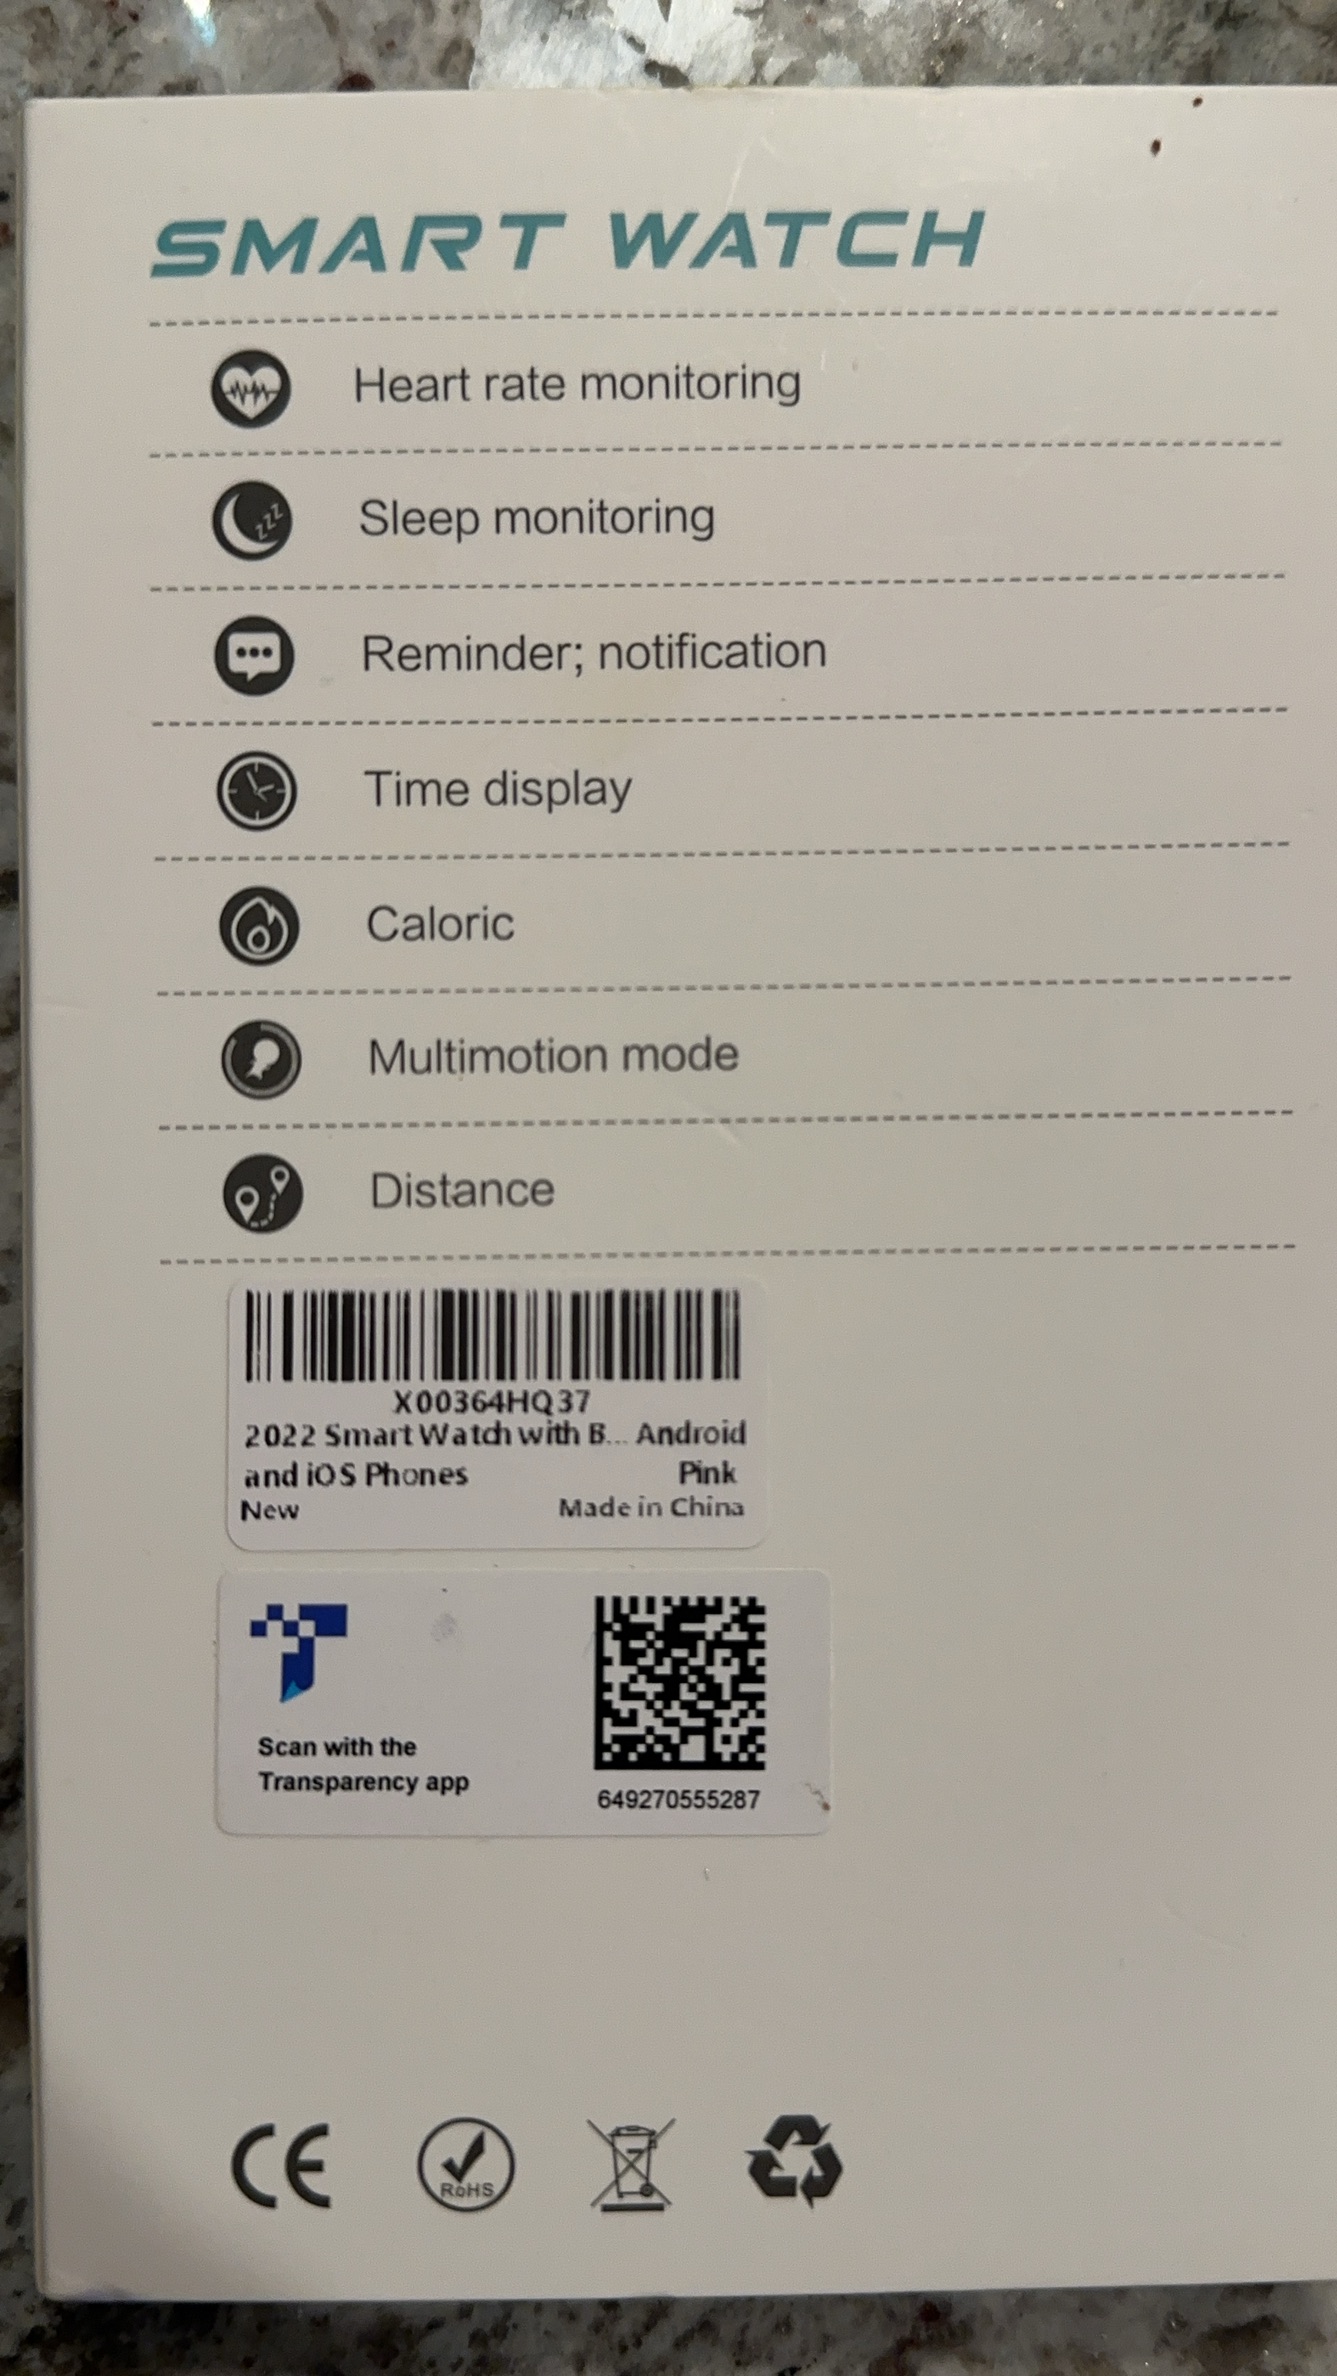 SMART WATCH
Heart rate monitoring
Sleep monitoring
Reminder; notification
Time display
Caloric
Multimotion mode
Distance
X00364HQ37
2022 Smart Watch with B... Android
and iOS Phones Pink
New Made in China
Scan with the
Transparency app
649270555287
CE
RoHS